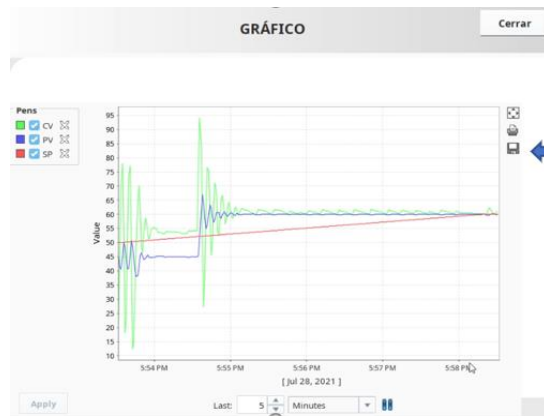 GRÁFICO
Cerrar
Pens
CV
PV
SP
95
90
85
80
75
70
65
60
55
50
45
40
35
30
25
20
15
10
Value
5:54 PM
5:55 PM
5:56 PM
5:57 PM
5:58 PM
[ Jul 28, 2021 ]
Apply
Last: 5 Minutes